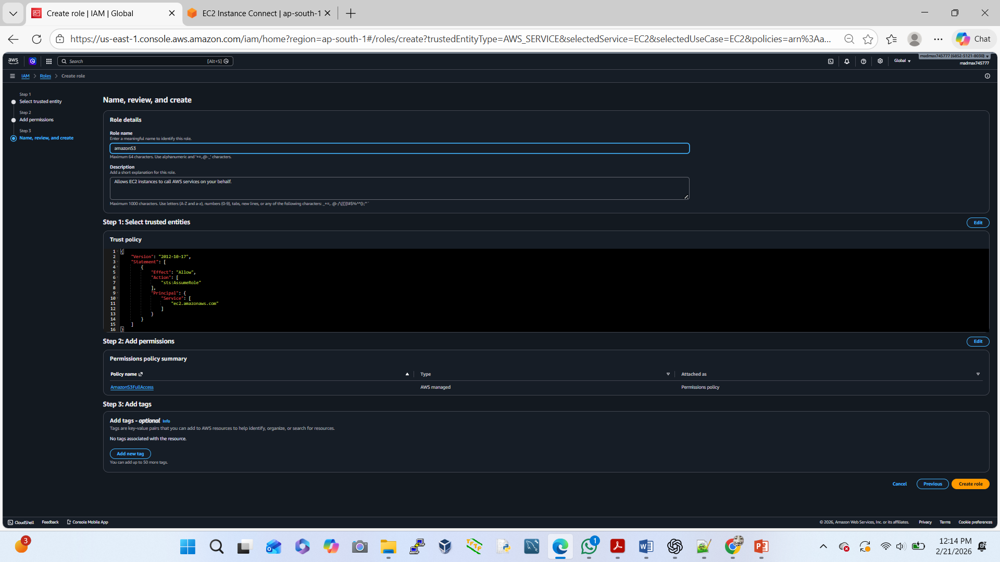 Create role | IAM | Global
EC2 Instance Connect | ap-south-1
https://us-east-1.console.aws.amazon.com/iam/home?region=ap-south-1#/roles/create?trustedEntityType=AWS_SERVICE&selectedService=EC2&selectedUseCase=EC2&policies=arn%3Aa...
Chat
aws
Search
[Alt+S]
Global
madmax745777 (6852-5121-8030)
madmax745777
IAM
Roles
Create role
Step 1
Select trusted entity
Step 2
Add permissions
Step 3
Name, review, and create
Name, review, and create
Role details
Role name
Enter a meaningful name to identify this role.
amazonS3
Maximum 64 characters. Use alphanumeric and '+=,.@-_' characters.
Description
Add a short explanation for this role.
Allows EC2 instances to call AWS services on your behalf.
Maximum 1000 characters. Use letters (A-Z and a-z), numbers (0-9), tabs, new lines, or any of the following characters:
Step 1: Select trusted entities
Edit
Trust policy
1 {
2 "Version": "2012-10-17",
3 "Statement": [
4 {
5 "Effect": "Allow",
6 "Action": [
7 "sts:AssumeRole"
8 ],
9 "Principal": {
10 "Service": [
11 "ec2.amazonaws.com"
12 ]
13 }
14 }
15 ]
16 }
Step 2: Add permissions
Edit
Permissions policy summary
Policy name
Type
Attached as
AmazonS3FullAccess
AWS managed
Permissions policy
Step 3: Add tags
Add tags - optional Info
Tags are key-value pairs that you can add to AWS resources to help identify, organize, or search for resources.
No tags associated with the resource.
Add new tag
You can add up to 50 more tags.
Cancel
Previous
Create role
CloudShell
Feedback
Console Mobile App
© 2026, Amazon Web Services, Inc. or its affiliates.
Privacy
Terms
Cookie preferences
3
TFTP
1
12:14 PM
2/21/2026